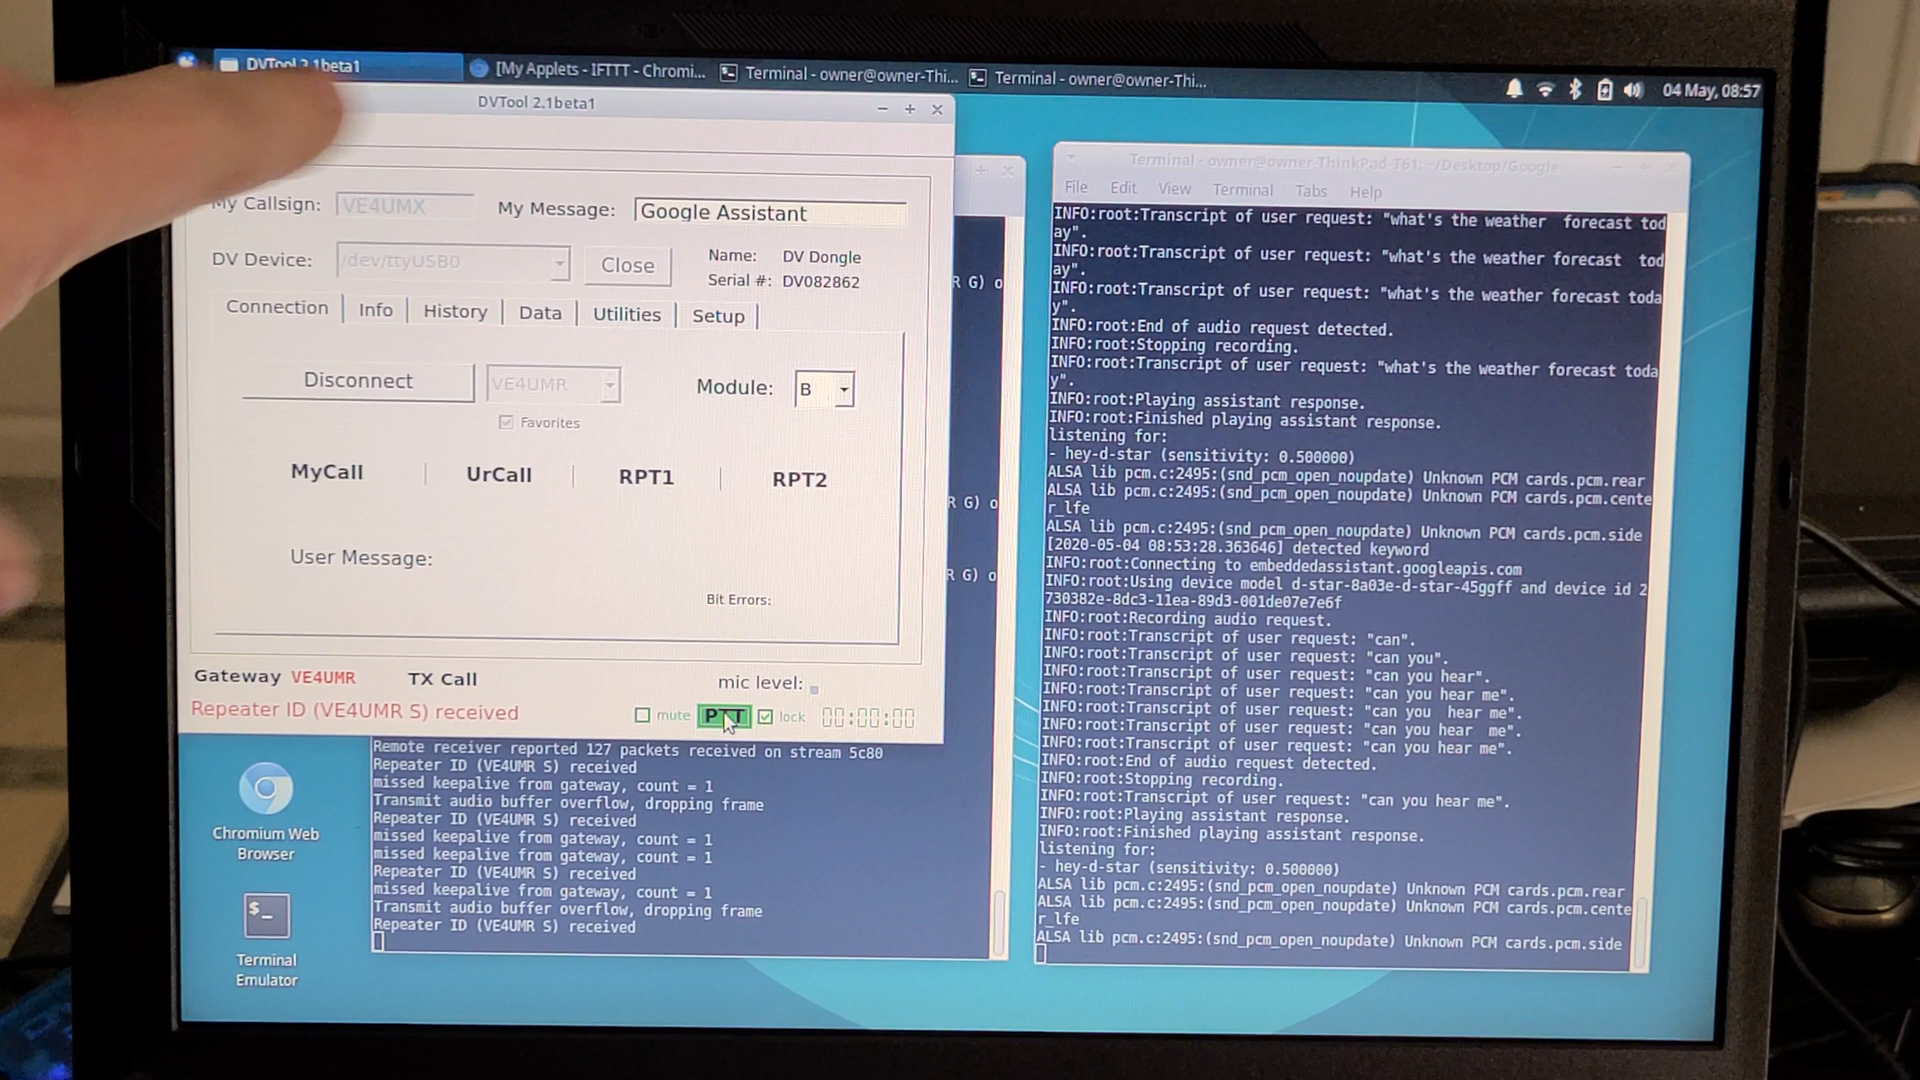 DVTool 2.1beta1
[My Applets - IFTTT - Chromi...
Terminal - owner@owner-Thi...
Terminal - owner@owner-Thi...
04 May, 08:57
DVTool 2.1beta1
My Callsign:
VE4UMX
My Message:
Google Assistant
DV Device:
/dev/ttyUSB0
Close
Name: DV Dongle
Serial #: DV082862
Connection
Info
History
Data
Utilities
Setup
Disconnect
VE4UMR
Module:
B
Favorites
MyCall
UrCall
RPT1
RPT2
User Message:
Bit Errors:
Gateway VE4UMR
TX Call
mic level:
Repeater ID (VE4UMR S) received
mute
PTT
lock
00:00:00
R G) o
R G) o
R G) o
Remote receiver reported 127 packets received on stream 5c80
Repeater ID (VE4UMR S) received
missed keepalive from gateway, count = 1
Transmit audio buffer overflow, dropping frame
Repeater ID (VE4UMR S) received
missed keepalive from gateway, count = 1
missed keepalive from gateway, count = 1
Repeater ID (VE4UMR S) received
missed keepalive from gateway, count = 1
Transmit audio buffer overflow, dropping frame
Repeater ID (VE4UMR S) received
Chromium Web
Browser
Terminal
Emulator
Terminal - owner@owner-ThinkPad-T61: ~/Desktop/Google
File Edit View Terminal Tabs Help
INFO:root:Transcript of user request: "what's the weather  forecast tod
ay".
INFO:root:Transcript of user request: "what's the weather forecast  tod
ay".
INFO:root:Transcript of user request: "what's the weather forecast toda
y".
INFO:root:End of audio request detected.
INFO:root:Stopping recording.
INFO:root:Transcript of user request: "what's the weather forecast toda
y".
INFO:root:Playing assistant response.
INFO:root:Finished playing assistant response.
listening for:
- hey-d-star (sensitivity: 0.500000)
ALSA lib pcm.c:2495:(snd_pcm_open_noupdate) Unknown PCM cards.pcm.rear
ALSA lib pcm.c:2495:(snd_pcm_open_noupdate) Unknown PCM cards.pcm.cente
r_lfe
ALSA lib pcm.c:2495:(snd_pcm_open_noupdate) Unknown PCM cards.pcm.side
[2020-05-04 08:53:28.363646] detected keyword
INFO:root:Connecting to embeddedassistant.googleapis.com
INFO:root:Using device model d-star-8a03e-d-star-45ggff and device id 2
730382e-8dc3-11ea-89d3-001de07e7e6f
INFO:root:Recording audio request.
INFO:root:Transcript of user request: "can".
INFO:root:Transcript of user request: "can you".
INFO:root:Transcript of user request: "can you hear".
INFO:root:Transcript of user request: "can you hear me".
INFO:root:Transcript of user request: "can you  hear me".
INFO:root:Transcript of user request: "can you hear  me".
INFO:root:Transcript of user request: "can you hear me".
INFO:root:End of audio request detected.
INFO:root:Stopping recording.
INFO:root:Transcript of user request: "can you hear me".
INFO:root:Playing assistant response.
INFO:root:Finished playing assistant response.
listening for:
- hey-d-star (sensitivity: 0.500000)
ALSA lib pcm.c:2495:(snd_pcm_open_noupdate) Unknown PCM cards.pcm.rear
ALSA lib pcm.c:2495:(snd_pcm_open_noupdate) Unknown PCM cards.pcm.cente
r_lfe
ALSA lib pcm.c:2495:(snd_pcm_open_noupdate) Unknown PCM cards.pcm.side